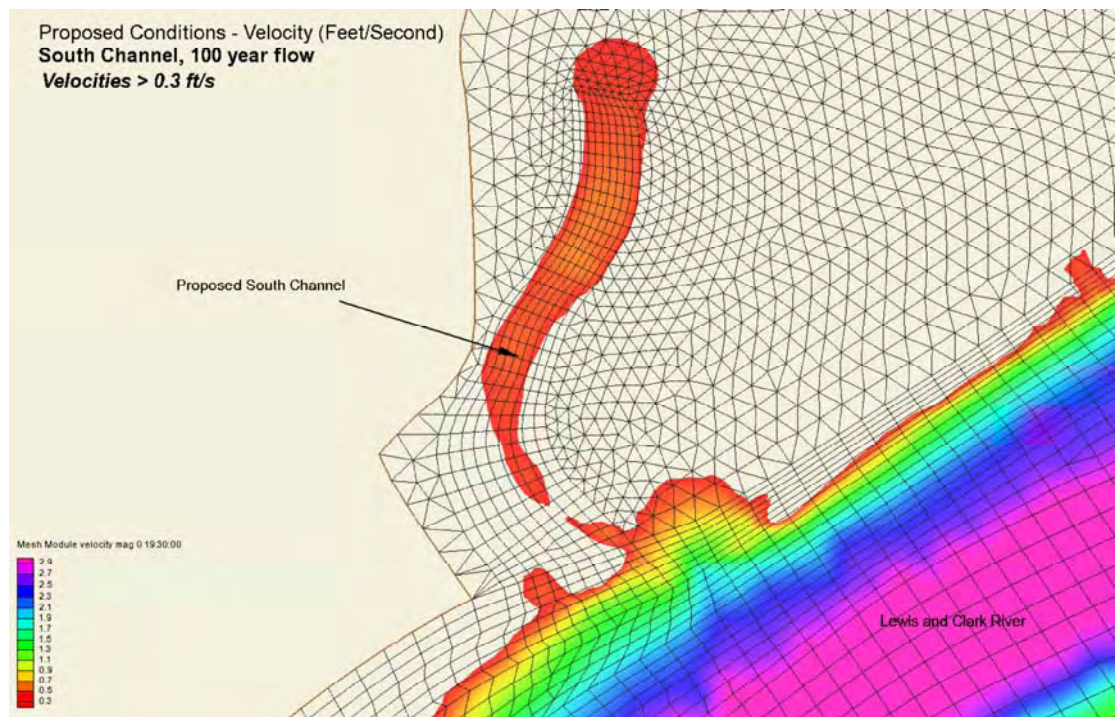 Proposed Conditions - Velocity (Feet/Second)
South Channel, 100 year flow
Velocities > 0.3 ft/s
Proposed South Channel
Mesh Module velocity mag 0 19:30:00
2.9
2.7
2.5
2.3
2.1
1.9
1.7
1.5
1.3
1.1
0.9
0.7
0.5
0.3
Lewis and Clark River